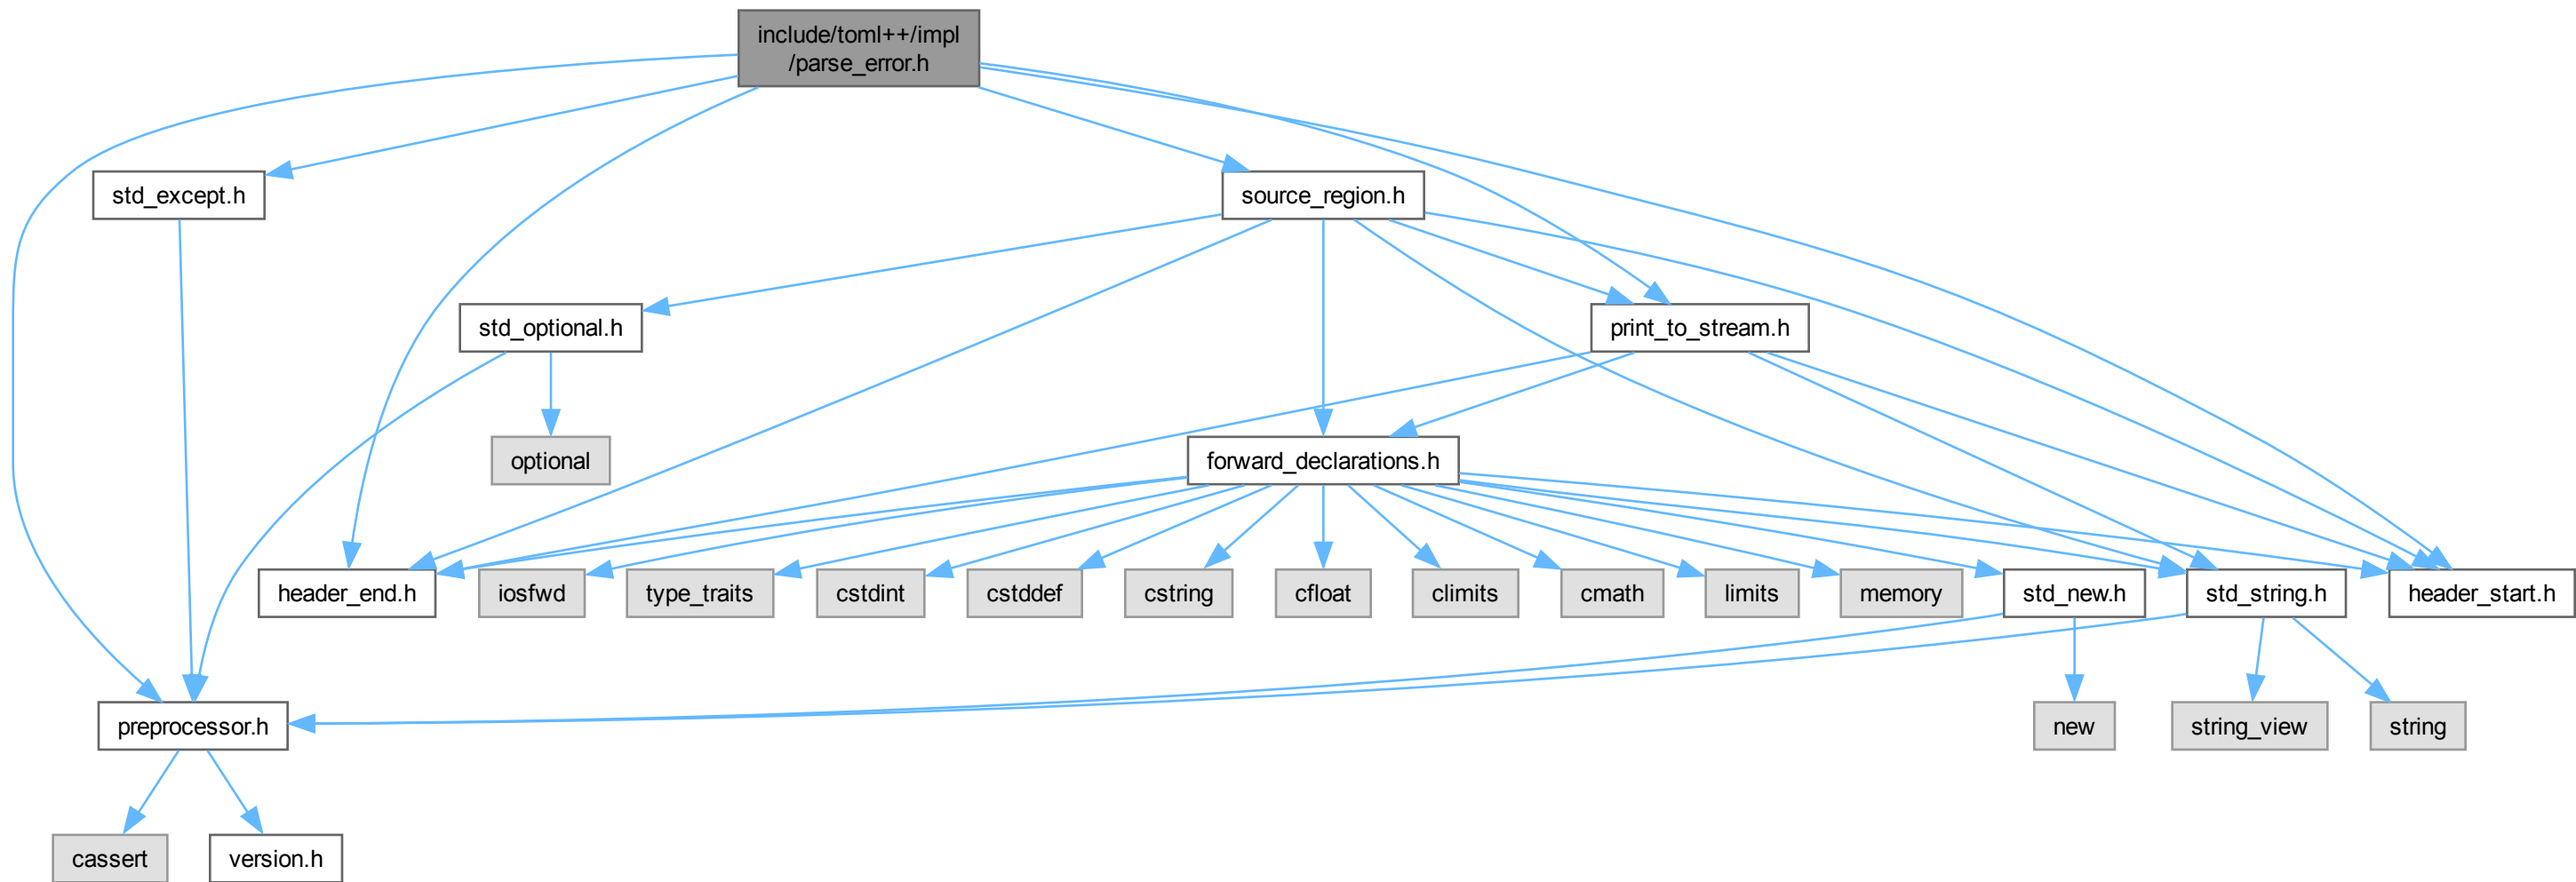 include/toml++/impl
/parse_error.h
std_except.h
source_region.h
std_optional.h
print_to_stream.h
optional
forward_declarations.h
header_end.h
iosfwd
type_traits
cstdint
cstddef
cstring
cfloat
climits
cmath
limits
memory
std_new.h
std_string.h
header_start.h
preprocessor.h
new
string_view
string
cassert
version.h